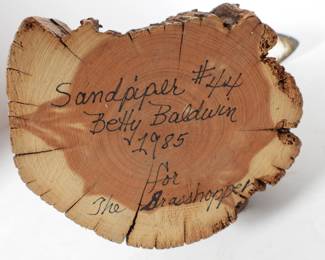 Sandpiper #44
Betty Baldwin
1985
for
The Grasshopper